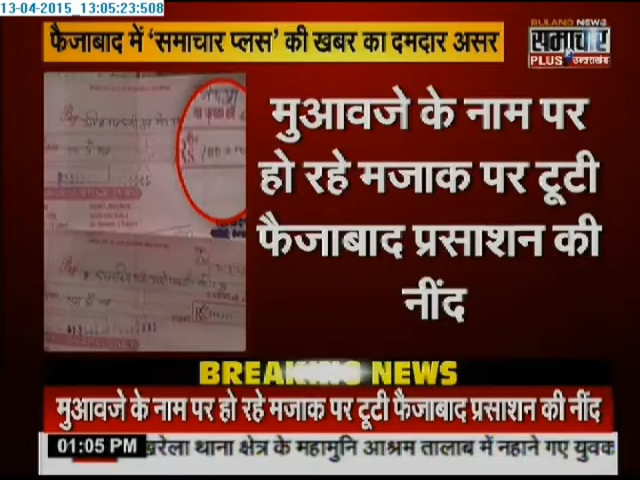 13-04-2015_13:05:23:508
फैजाबाद में 'समाचार प्लस' की खबर का दमदार असर
BULAND NEWS
समाचार
PLUS उत्तराखंड
मुआवजे के नाम पर
हो रहे मजाक पर टूटी
फैजाबाद प्रसाशन की
नींद
BREAKING NEWS
मुआवजे के नाम पर हो रहे मजाक पर टूटी फैजाबाद प्रसाशन की नींद
01:05 PM खरेला थाना क्षेत्र के महामुनि आश्रम तालाब में नहाने गए युवक